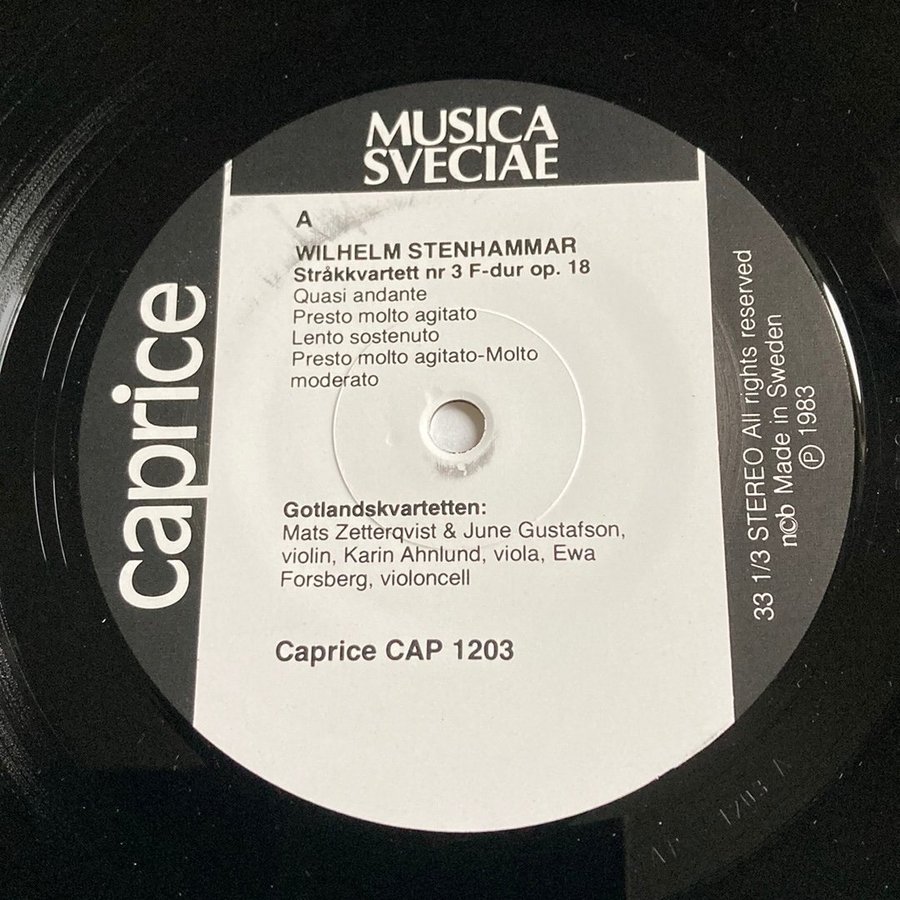 MUSICA
SVECIAE
caprice
A
WILHELM STENHAMMAR
Stråkkvartett nr 3 F-dur op. 18
Quasi andante
Presto molto agitato
Lento sostenuto
Presto molto agitato-Molto
moderato
Gotlandskvartetten:
Mats Zetterqvist & June Gustafson,
violin, Karin Ahnlund, viola, Ewa
Forsberg, violoncell
Caprice CAP 1203
33 1/3 STEREO All rights reserved
ncb Made in Sweden
Ⓟ 1983